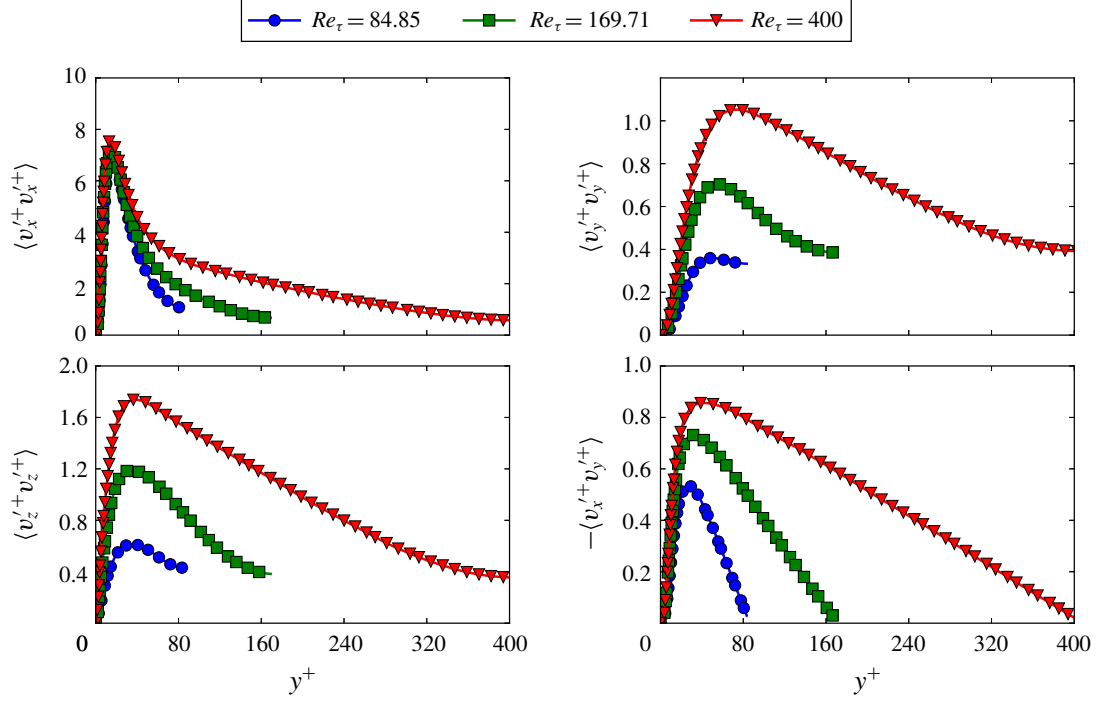 Re_τ = 84.85 Re_τ = 169.71 Re_τ = 400
⟨v′⁺ₓv′⁺ₓ⟩
10
8
6
4
2
0
⟨v′⁺_y v′⁺_y⟩
1.0
0.8
0.6
0.4
0.2
0
⟨v′⁺_z v′⁺_z⟩
2.0
1.6
1.2
0.8
0.4
0 80 160 240 320 400
y⁺
−⟨v′⁺ₓv′⁺_y⟩
1.0
0.8
0.6
0.4
0.2
0 80 160 240 320 400
y⁺